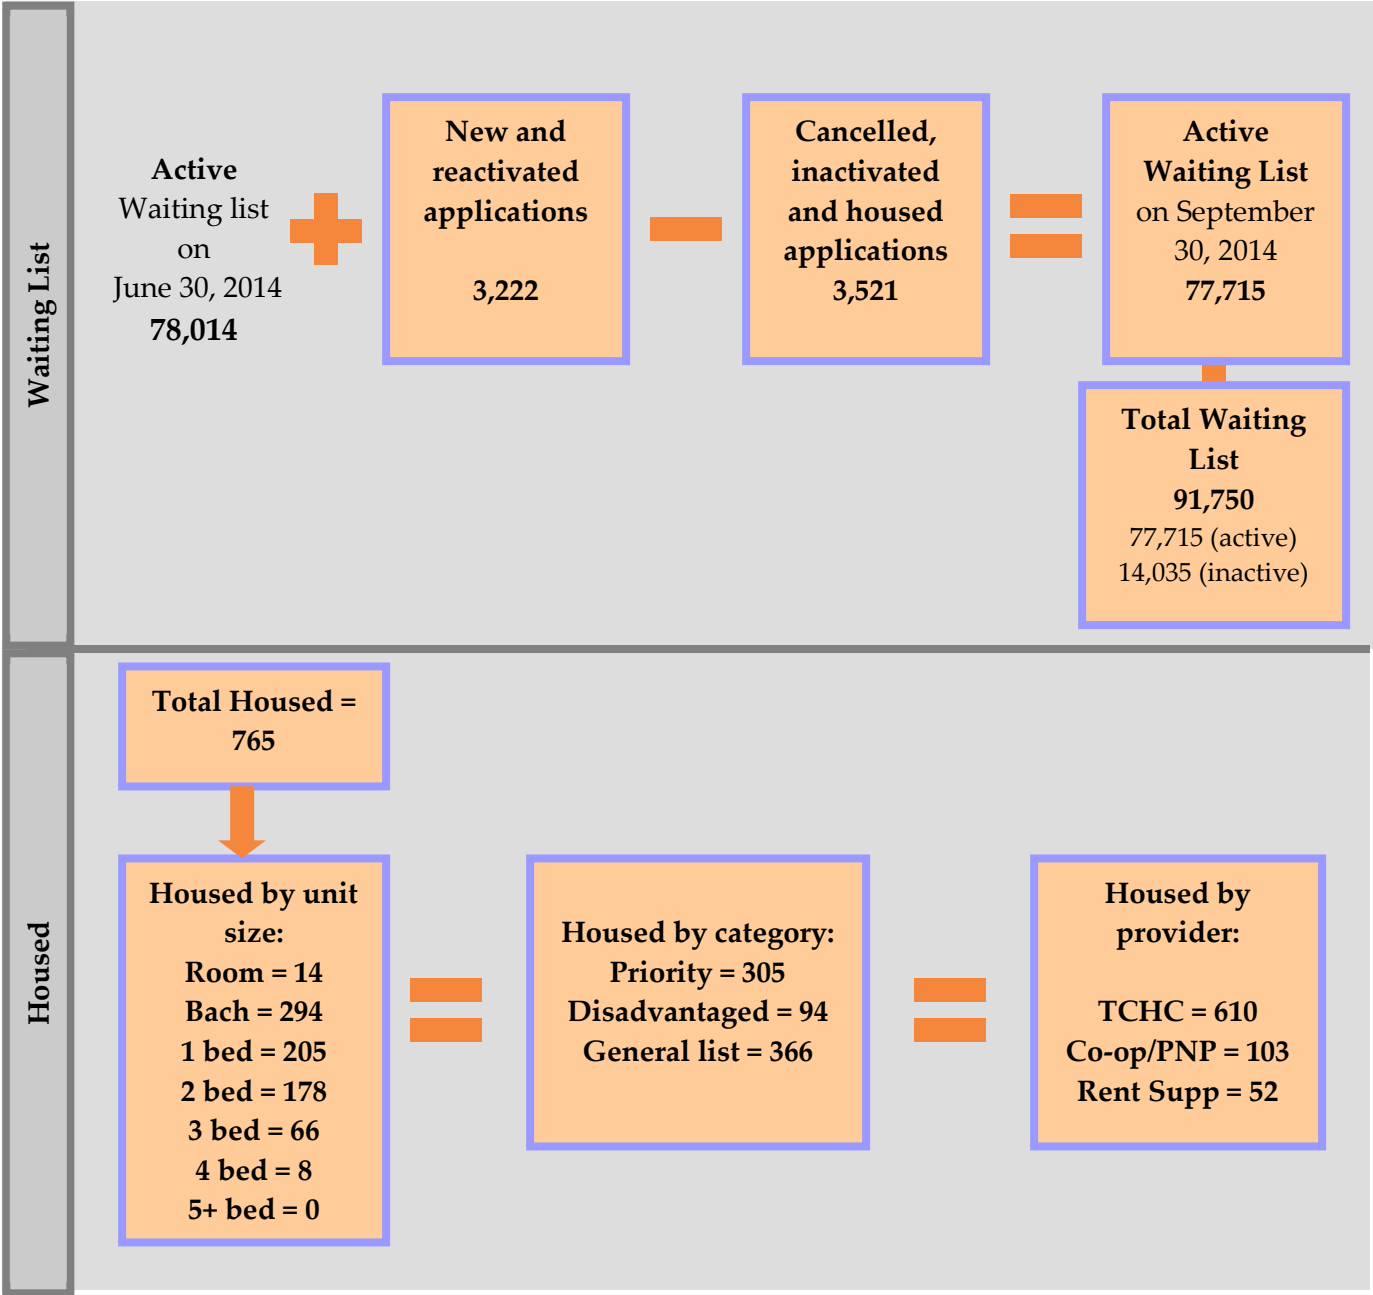 Waiting List
Active
Waiting list
on
June 30, 2014
78,014
New and
reactivated
applications
3,222
Cancelled,
inactivated
and housed
applications
3,521
Active
Waiting List
on September
30, 2014
77,715
Total Waiting
List
91,750
77,715 (active)
14,035 (inactive)
Housed
Total Housed =
765
Housed by unit
size:
Room = 14
Bach = 294
1 bed = 205
2 bed = 178
3 bed = 66
4 bed = 8
5+ bed = 0
Housed by category:
Priority = 305
Disadvantaged = 94
General list = 366
Housed by
provider:
TCHC = 610
Co-op/PNP = 103
Rent Supp = 52